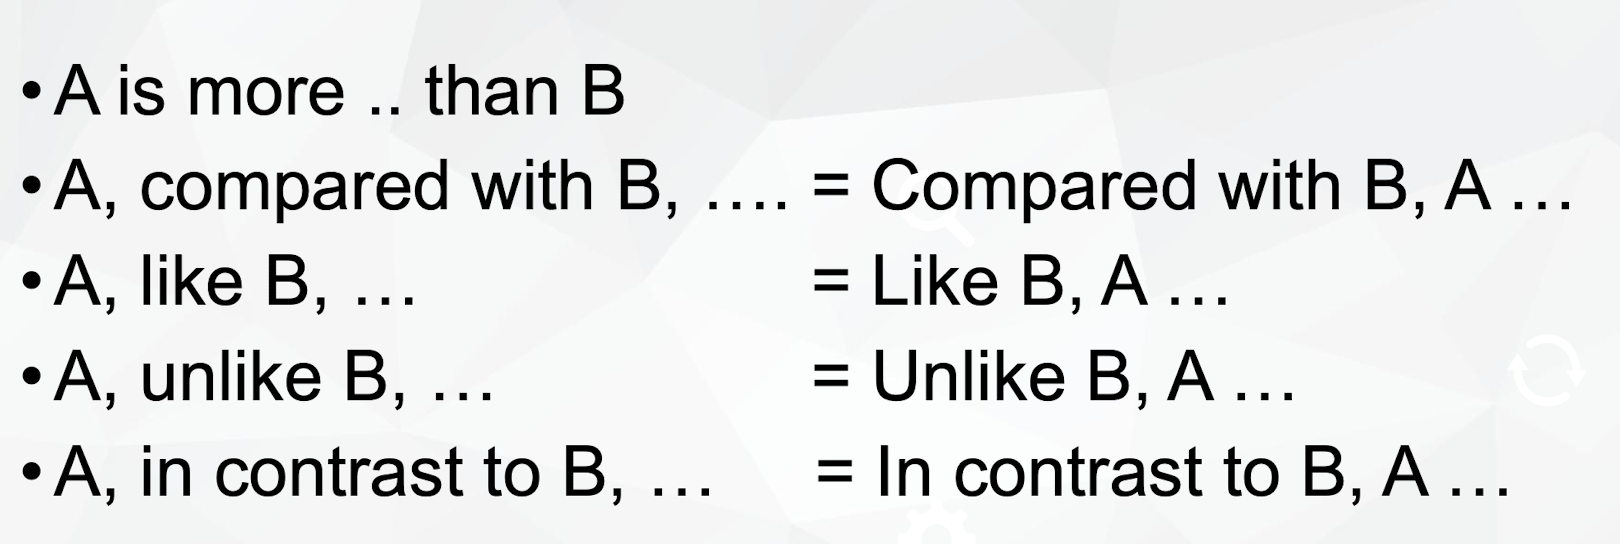 •A is more .. than B
•A, compared with B, .... = Compared with B, A ...
•A, like B, ... = Like B, A ...
•A, unlike B, ... = Unlike B, A ...
•A, in contrast to B, ... = In contrast to B, A ...